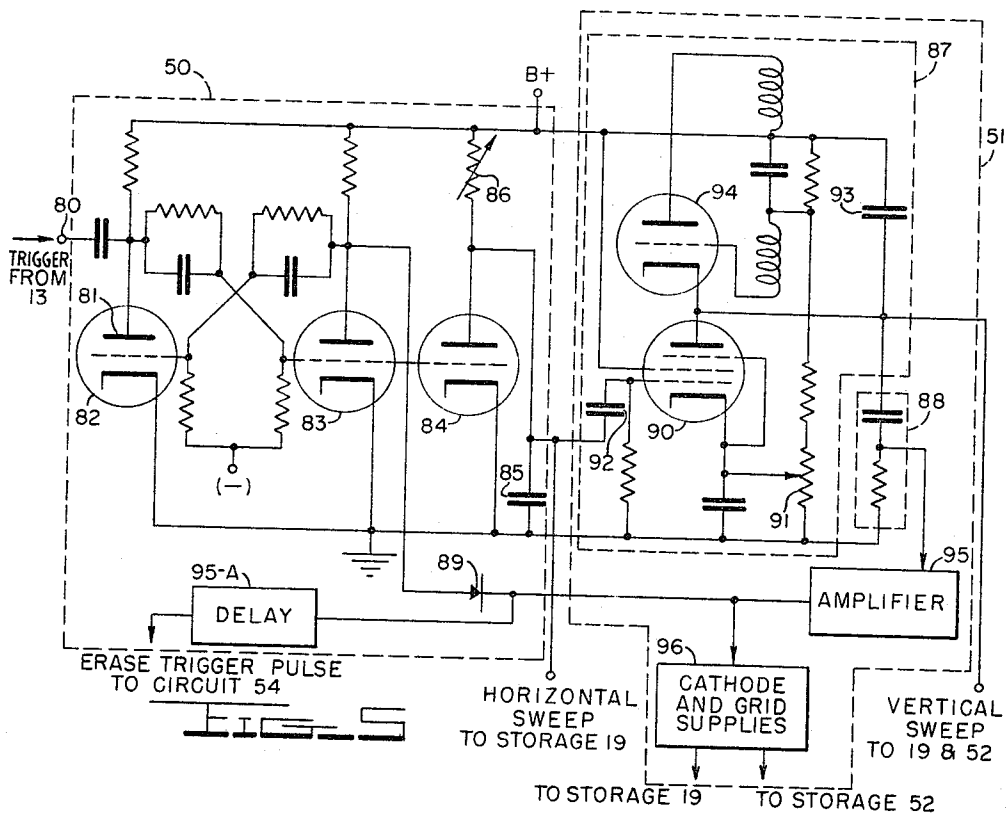 50
B+
87
51
80
TRIGGER
FROM
13
86
94
93
81
82
83
84
85
92
90
91
88
(−)
89
95
95-A
DELAY
AMPLIFIER
ERASE TRIGGER PULSE
TO CIRCUIT 54
96
CATHODE
AND GRID
SUPPLIES
HORIZONTAL
SWEEP
TO STORAGE 19
VERTICAL
SWEEP
TO 19 & 52
FIG_5
TO STORAGE 19
TO STORAGE 52